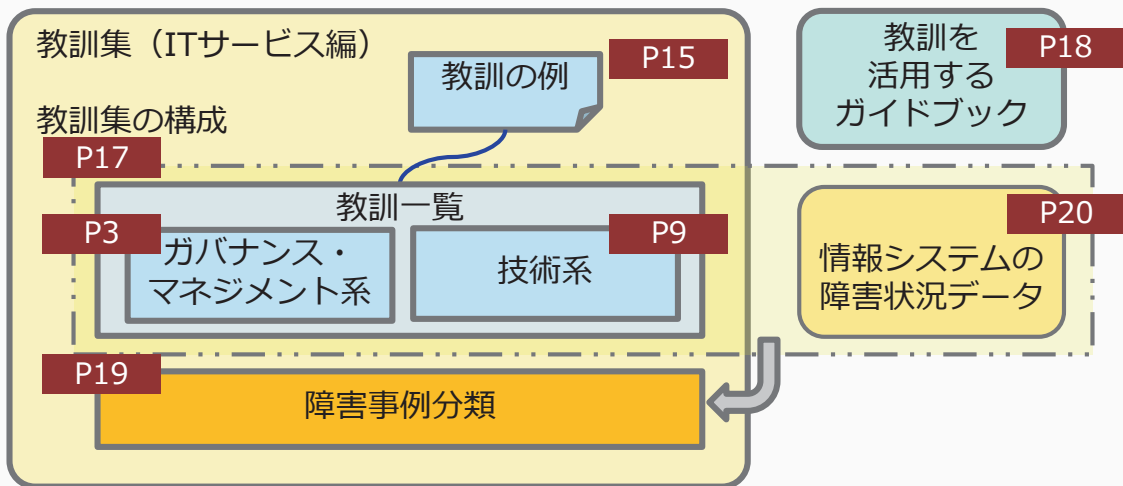 教訓集（ITサービス編）
教訓の例
P15
教訓を
活用する
ガイドブック
P18
教訓集の構成
P17
教訓一覧
P3
ガバナンス・
マネジメント系
P9
技術系
P20
情報システムの
障害状況データ
P19
障害事例分類